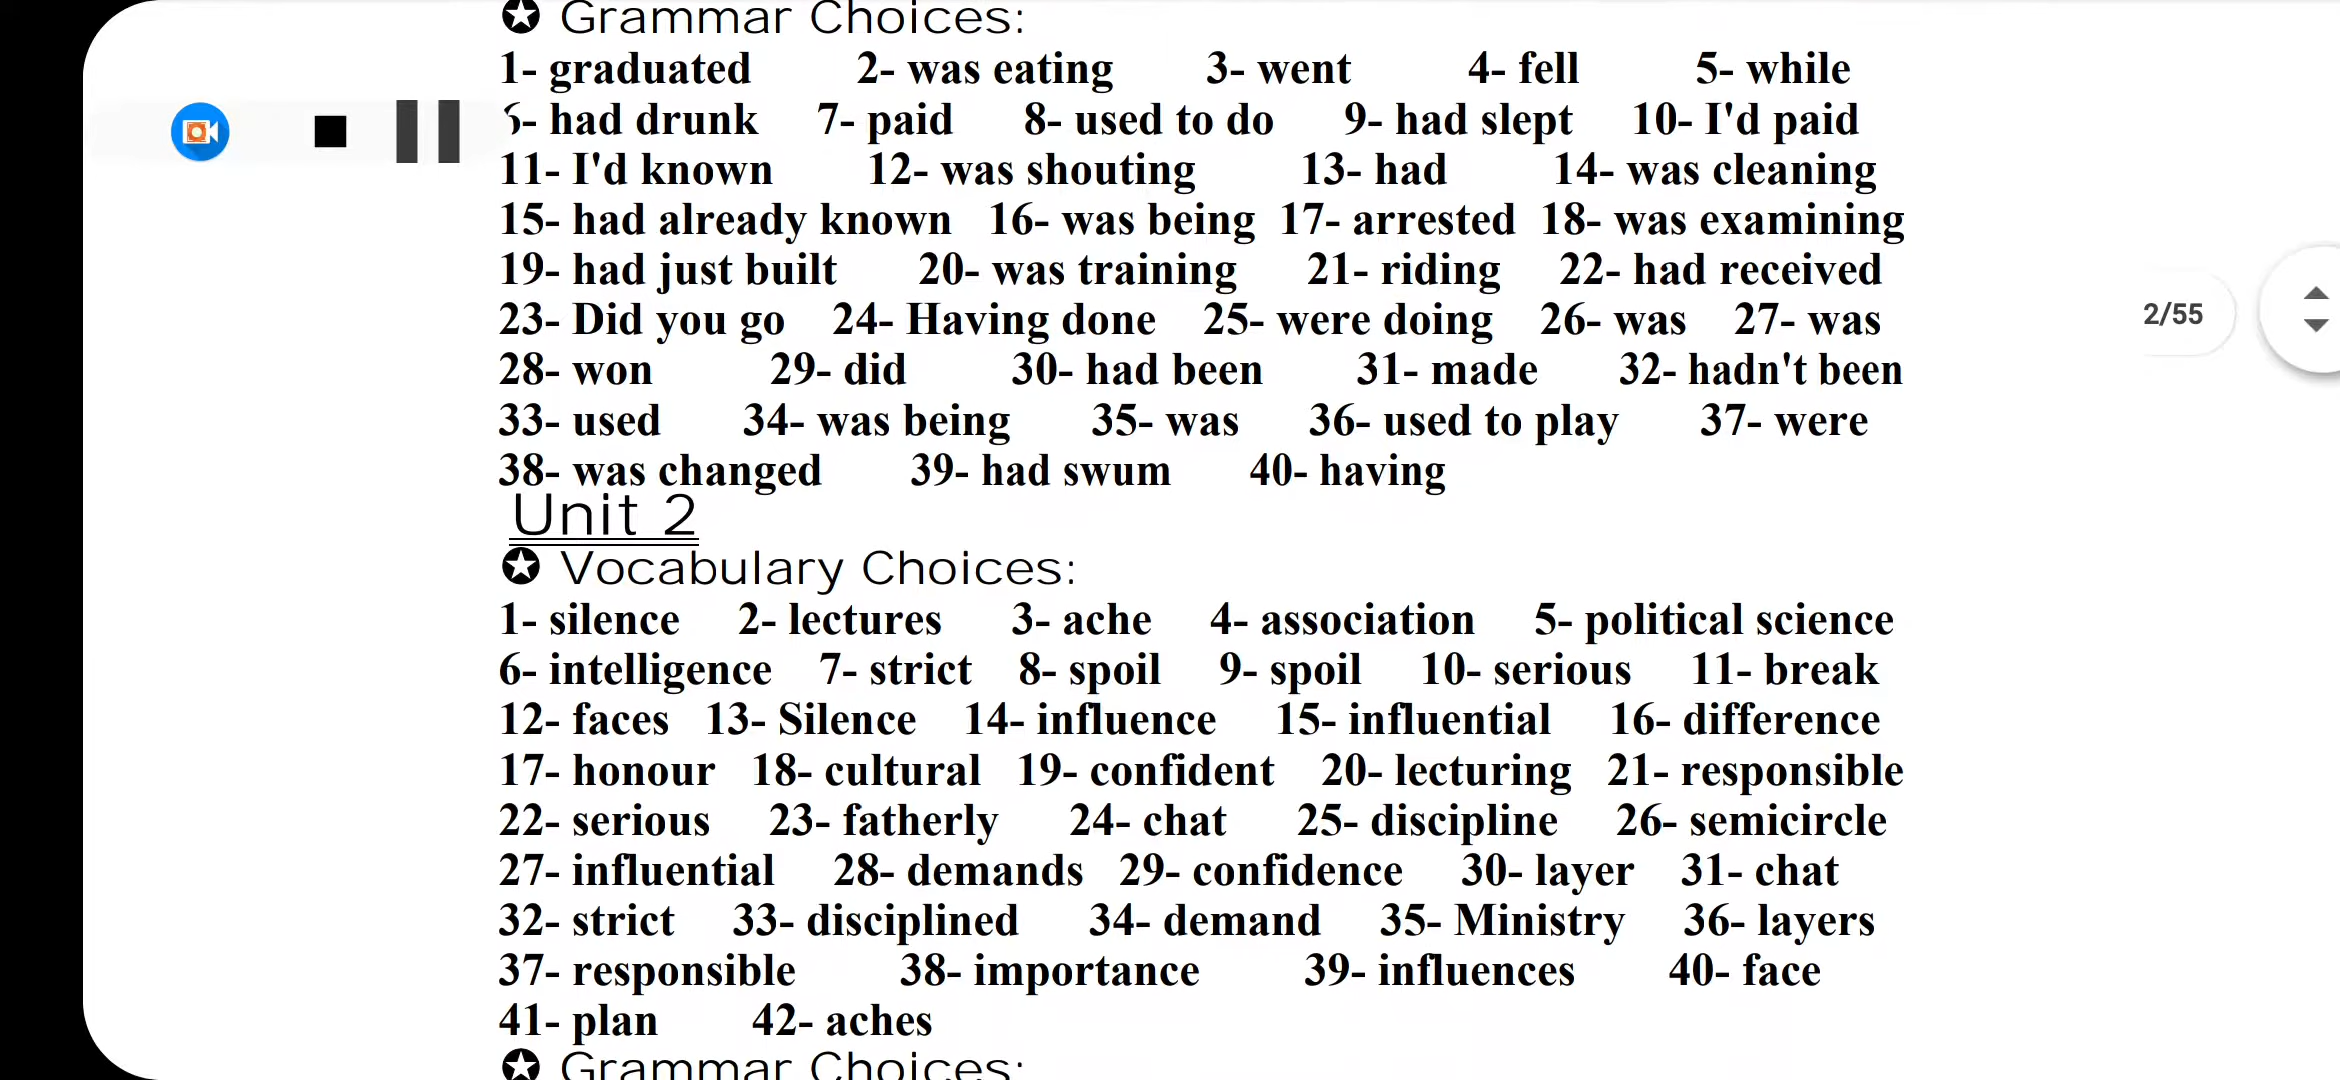 ✪ Grammar Choices:
1- graduated 2- was eating 3- went 4- fell 5- while
6- had drunk 7- paid 8- used to do 9- had slept 10- I'd paid
11- I'd known 12- was shouting 13- had 14- was cleaning
15- had already known 16- was being 17- arrested 18- was examining
19- had just built 20- was training 21- riding 22- had received
23- Did you go 24- Having done 25- were doing 26- was 27- was
28- won 29- did 30- had been 31- made 32- hadn't been
33- used 34- was being 35- was 36- used to play 37- were
38- was changed 39- had swum 40- having
2/55
Unit 2
✪ Vocabulary Choices:
1- silence 2- lectures 3- ache 4- association 5- political science
6- intelligence 7- strict 8- spoil 9- spoil 10- serious 11- break
12- faces 13- Silence 14- influence 15- influential 16- difference
17- honour 18- cultural 19- confident 20- lecturing 21- responsible
22- serious 23- fatherly 24- chat 25- discipline 26- semicircle
27- influential 28- demands 29- confidence 30- layer 31- chat
32- strict 33- disciplined 34- demand 35- Ministry 36- layers
37- responsible 38- importance 39- influences 40- face
41- plan 42- aches
✪ Grammar Choices: